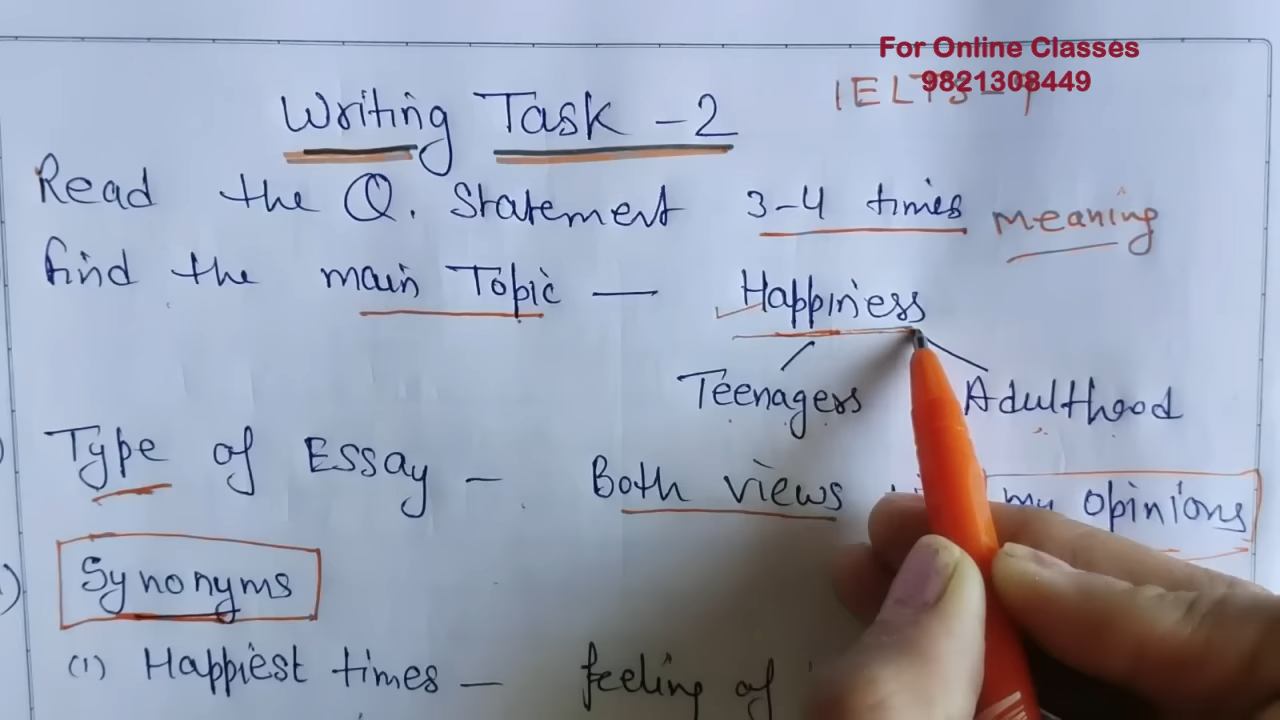 For Online Classes
9821308449
IELTS-
Writing Task -2
Read the Q. Statement 3-4 times meaning
find the main Topic — Happiness
Teenagers Adulthood
Type of Essay - Both views my opinions
Synonyms
(1) Happiest times - feeling of